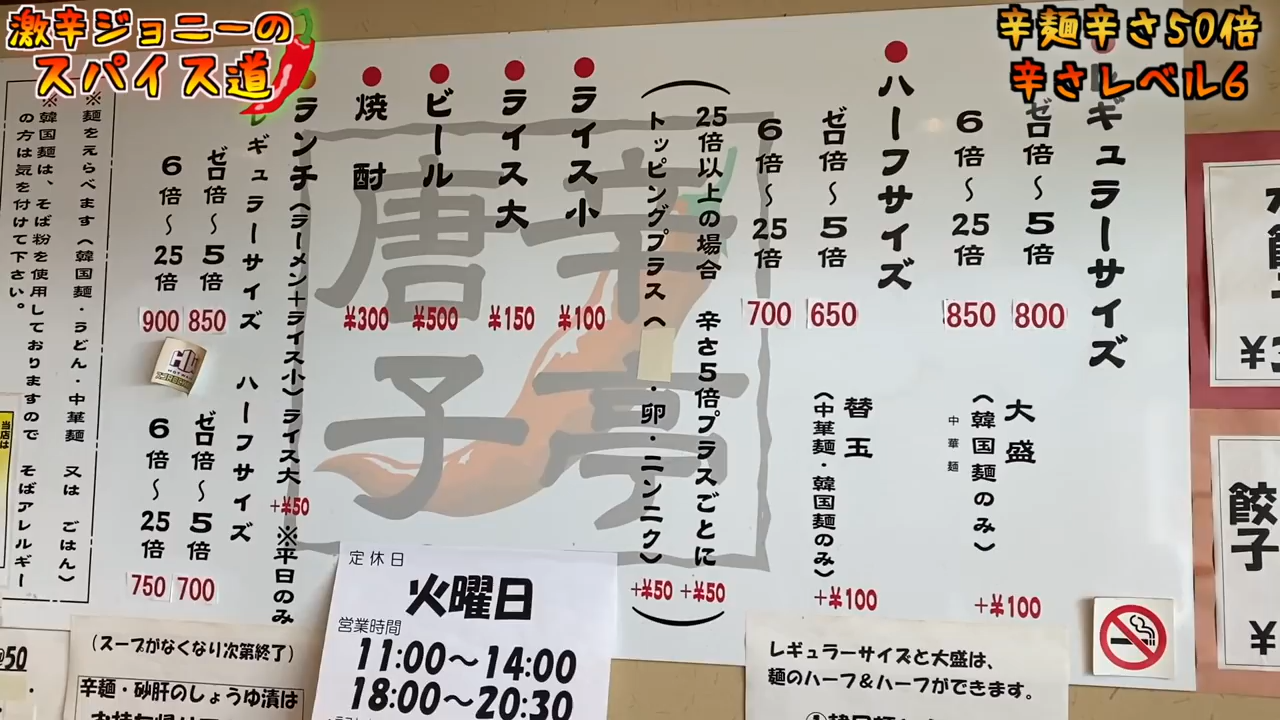 激辛ジョニーの
スパイス道
辛麺辛さ50倍
辛さレベル6
レギュラーサイズ
ゼロ倍～5倍
800
6倍～25倍
850
大盛
(韓国麺のみ)
中華麺
+¥100
ハーフサイズ
ゼロ倍～5倍
650
6倍～25倍
700
替玉
(中華麺・韓国麺のみ)
+¥100
(25倍以上の場合 辛さ5倍プラスごとに
+¥50
トッピングプラス(
・卵・ニンニク)
+¥50)
ライス小
¥100
ライス大
¥150
ビール
¥500
焼酎
¥300
辛亭
唐子
ランチ(ラーメン+ライス小)ライス大
+¥50
※平日のみ
レギュラーサイズ
ゼロ倍～5倍
850
6倍～25倍
900
ハーフサイズ
ゼロ倍～5倍
700
6倍～25倍
750
※麺をえらべます(韓国麺・うどん・中華麺 又は ごはん)
※韓国麺は、そば粉を使用しておりますので そばアレルギー
の方は気を付けて下さい。
当店は
定休日
火曜日
営業時間
11:00～14:00
18:00～20:30
(スープがなくなり次第終了)
辛麺・砂肝のしょうゆ漬は
@50
レギュラーサイズと大盛は、
麺のハーフ&ハーフができます。
餃子
¥